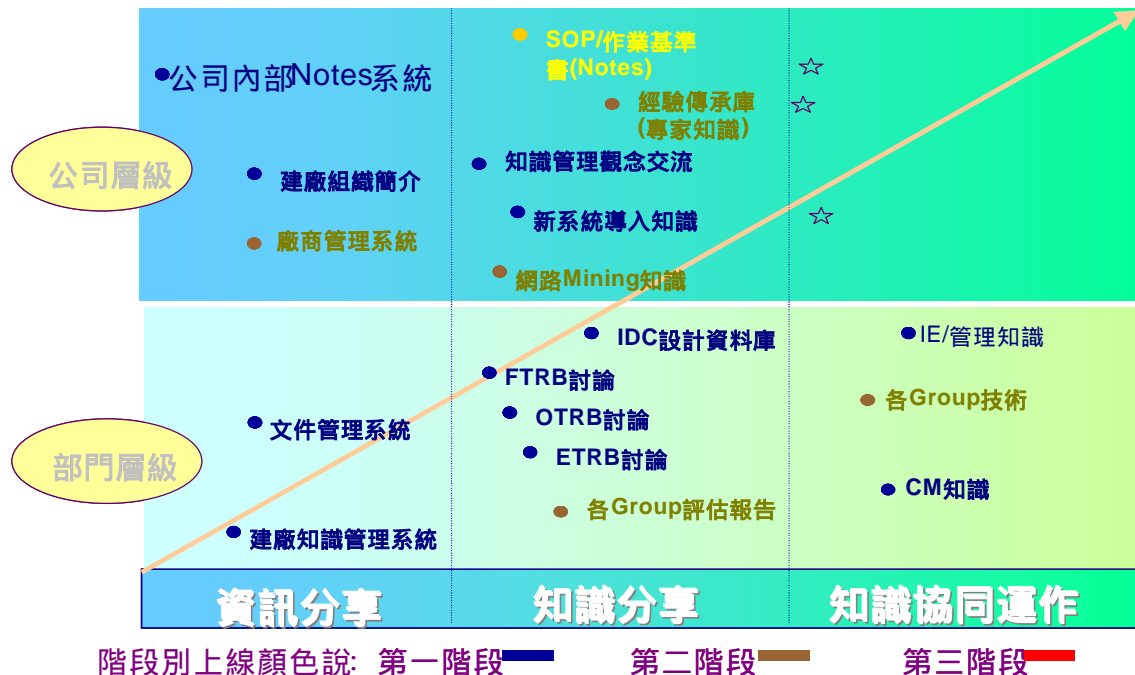 SOP/作業基準
書(Notes)
公司內部Notes系統
經驗傳承庫
(專家知識)
公司層級
建廠組織簡介
知識管理觀念交流
新系統導入知識
廠商管理系統
網路Mining知識
IDC設計資料庫
IE/管理知識
FTRB討論
各Group技術
文件管理系統
OTRB討論
部門層級
ETRB討論
CM知識
各Group評估報告
建廠知識管理系統
資訊分享
知識分享
知識協同運作
階段別上線顏色說: 第一階段 第二階段 第三階段